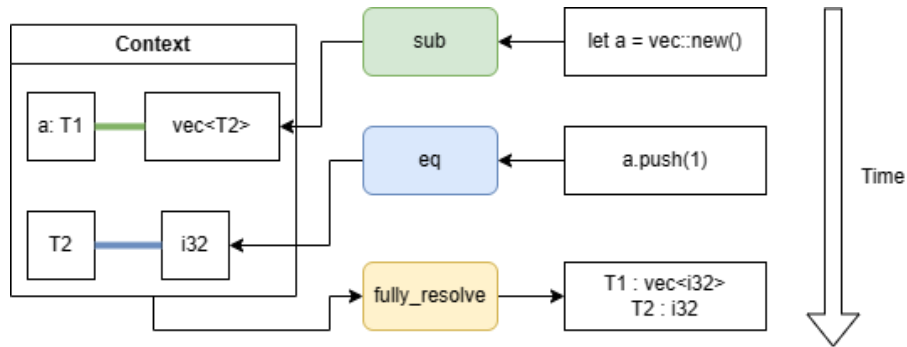 Context
sub
let a = vec::new()
a: T1
vec<T2>
eq
a.push(1)
Time
T2
i32
fully_resolve
T1 : vec<i32>
T2 : i32